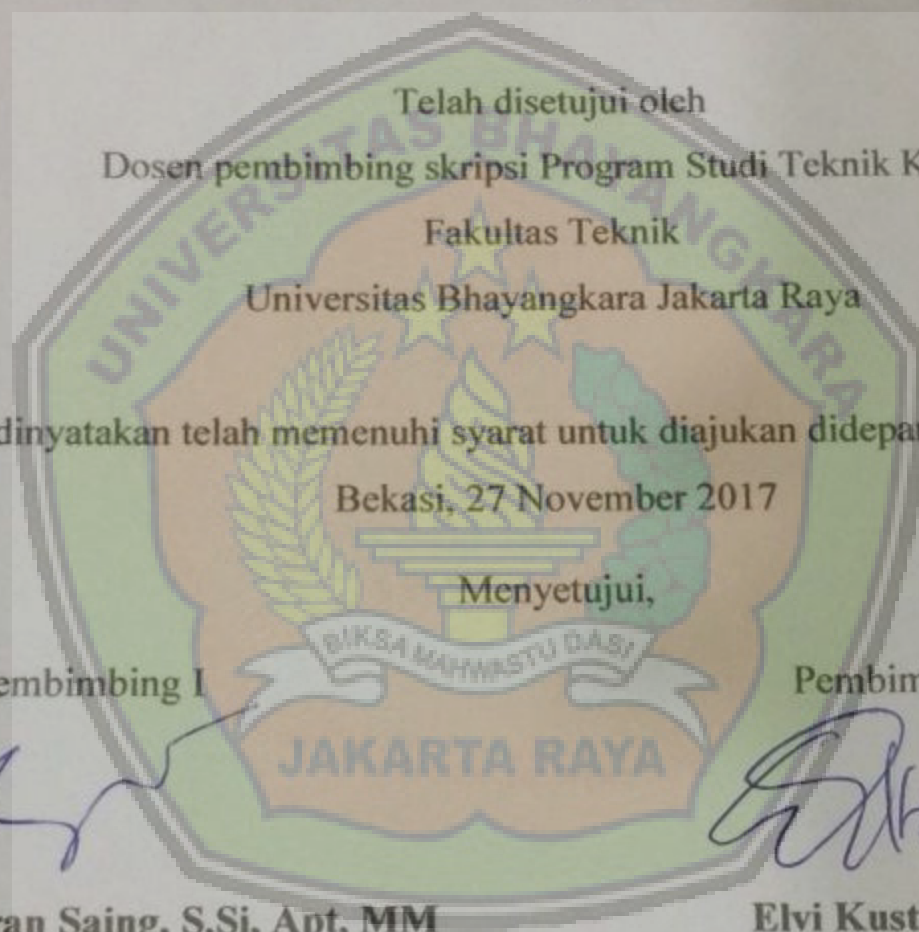 Telah disetujui oleh
Dosen pembimbing skripsi Program Studi Teknik K
Fakultas Teknik
Universitas Bhayangkara Jakarta Raya
dinyatakan telah memenuhi syarat untuk diajukan didepan
Bekasi, 27 November 2017
Menyetujui,
embimbing I Pembim
an Saing, S.Si, Apt, MM Elvi Kust
UNIVERSITAS BHAYANGKARA
BIKSA MAHWASTU DASI
JAKARTA RAYA